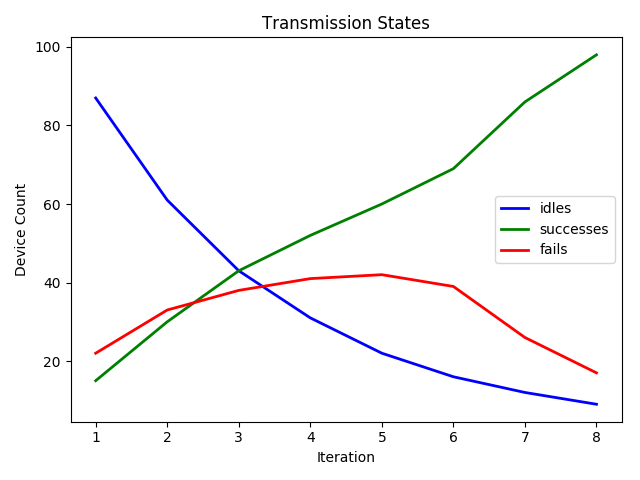 Transmission States
Device Count
100
80
60
40
20
idles
successes
fails
1 2 3 4 5 6 7 8
Iteration